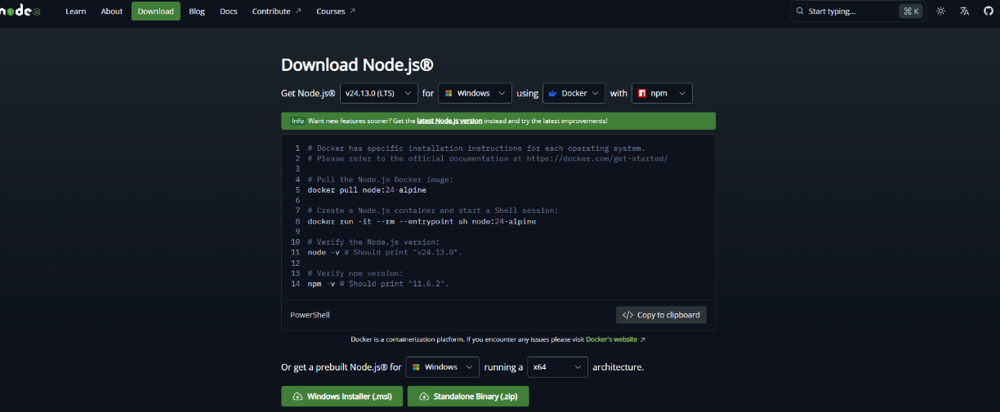 node
Learn About Download Blog Docs Contribute ↗ Courses ↗ Start typing... ⌘ K
Download Node.js®
Get Node.js® v24.13.0 (LTS) for Windows using Docker with npm
Info Want new features sooner? Get the latest Node.js version instead and try the latest improvements!
1 # Docker has specific installation instructions for each operating system.
2 # Please refer to the official documentation at https://docker.com/get-started/
3
4 # Pull the Node.js Docker image:
5 docker pull node:24-alpine
6
7 # Create a Node.js container and start a Shell session:
8 docker run -it --rm --entrypoint sh node:24-alpine
9
10 # Verify the Node.js version:
11 node -v # Should print "v24.13.0".
12
13 # Verify npm version:
14 npm -v # Should print "11.6.2".
PowerShell </> Copy to clipboard
Docker is a containerization platform. If you encounter any issues please visit Docker's website ↗
Or get a prebuilt Node.js® for Windows running a x64 architecture.
Windows Installer (.msi) Standalone Binary (.zip)